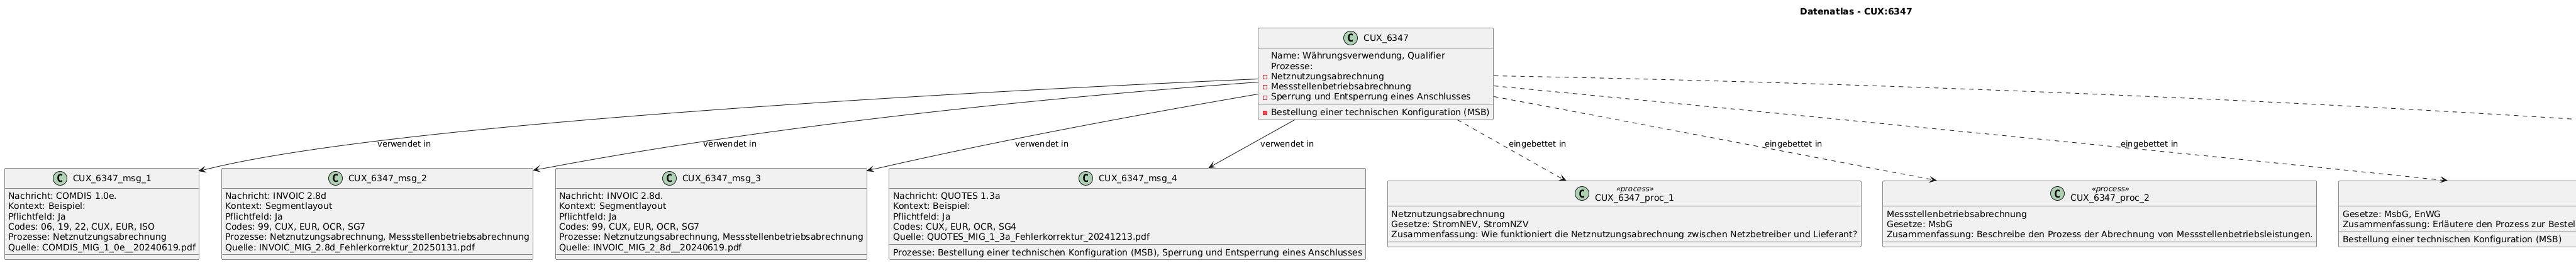 Datenatlas - CUX:6347
CUX_6347
Name: Währungsverwendung, Qualifier
Prozesse:
Netznutzungsabrechnung
Messstellenbetriebsabrechnung
Sperrung und Entsperrung eines Anschlusses
Bestellung einer technischen Konfiguration (MSB)
verwendet in
verwendet in
verwendet in
verwendet in
eingebettet in
eingebettet in
eingebettet in
CUX_6347_msg_1
Nachricht: COMDIS 1.0e.
Kontext: Beispiel:
Pflichtfeld: Ja
Codes: 06, 19, 22, CUX, EUR, ISO
Prozesse: Netznutzungsabrechnung
Quelle: COMDIS_MIG_1_0e__20240619.pdf
CUX_6347_msg_2
Nachricht: INVOIC 2.8d
Kontext: Segmentlayout
Pflichtfeld: Ja
Codes: 99, CUX, EUR, OCR, SG7
Prozesse: Netznutzungsabrechnung, Messstellenbetriebsabrechnung
Quelle: INVOIC_MIG_2.8d_Fehlerkorrektur_20250131.pdf
CUX_6347_msg_3
Nachricht: INVOIC 2.8d.
Kontext: Segmentlayout
Pflichtfeld: Ja
Codes: 99, CUX, EUR, OCR, SG7
Prozesse: Netznutzungsabrechnung, Messstellenbetriebsabrechnung
Quelle: INVOIC_MIG_2_8d__20240619.pdf
CUX_6347_msg_4
Nachricht: QUOTES 1.3a
Kontext: Beispiel:
Pflichtfeld: Ja
Codes: CUX, EUR, OCR, SG4
Quelle: QUOTES_MIG_1_3a_Fehlerkorrektur_20241213.pdf
Prozesse: Bestellung einer technischen Konfiguration (MSB), Sperrung und Entsperrung eines Anschlusses
«process»
CUX_6347_proc_1
Netznutzungsabrechnung
Gesetze: StromNEV, StromNZV
Zusammenfassung: Wie funktioniert die Netznutzungsabrechnung zwischen Netzbetreiber und Lieferant?
«process»
CUX_6347_proc_2
Messstellenbetriebsabrechnung
Gesetze: MsbG
Zusammenfassung: Beschreibe den Prozess der Abrechnung von Messstellenbetriebsleistungen.
Gesetze: MsbG, EnWG
Zusammenfassung: Erläutere den Prozess zur Bestel
Bestellung einer technischen Konfiguration (MSB)